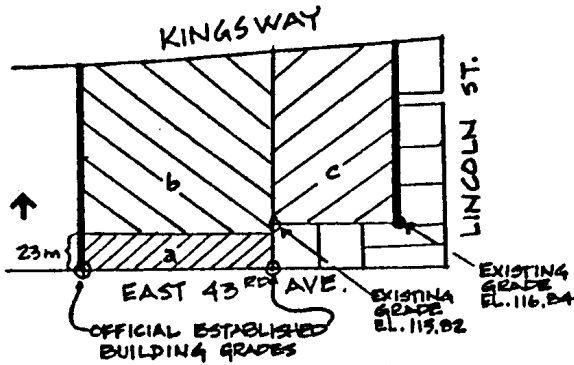 KINGSWAY
LINCOLN ST.
b
c
23m
a
EAST 43RD AVE.
OFFICIAL ESTABLISHED
BUILDING GRADES
EXISTING
GRADE
EL.115.82
EXISTING
GRADE
EL.116.84